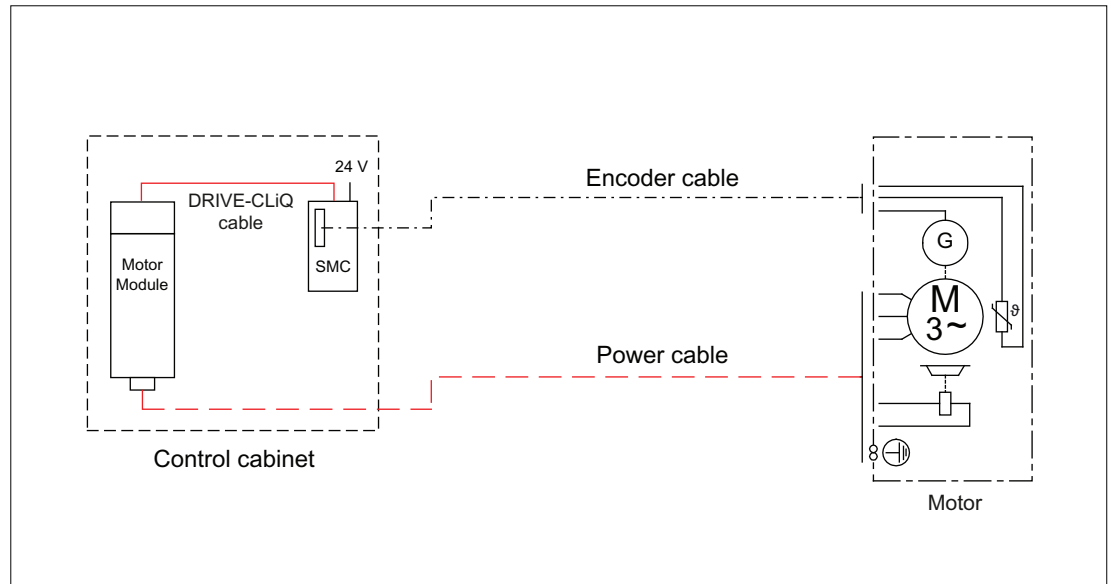 24 V
DRIVE-CLiQ
cable
Motor
Module
SMC
Control cabinet
Encoder cable
Power cable
G
M
3~
ϑ
Motor